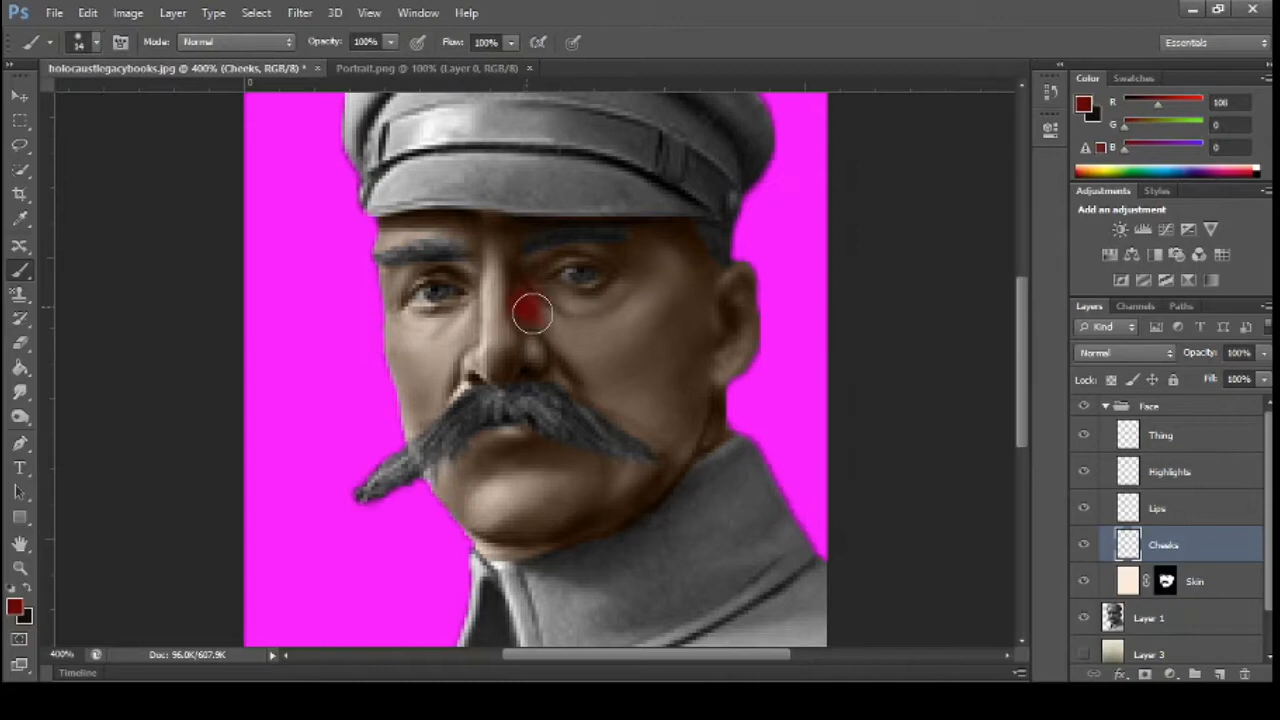 Ps File Edit Image Layer Type Select Filter 3D View Window Help
14 Mode: Normal Opacity: 100% Flow: 100% Essentials
holocaustlegacybooks.jpg @ 400% (Cheeks, RGB/8) * × Portrait.png @ 100% (Layer 0, RGB/8) ×
0
Color Swatches
R 108
G 0
B 0
Adjustments Styles
Add an adjustment
Layers Channels Paths
Kind
Normal Opacity: 100%
Lock: Fill: 100%
Face
Thing
Highlights
Lips
Cheeks
Skin
Layer 1
Layer 3
400% Doc: 96.0K/607.9K
Timeline